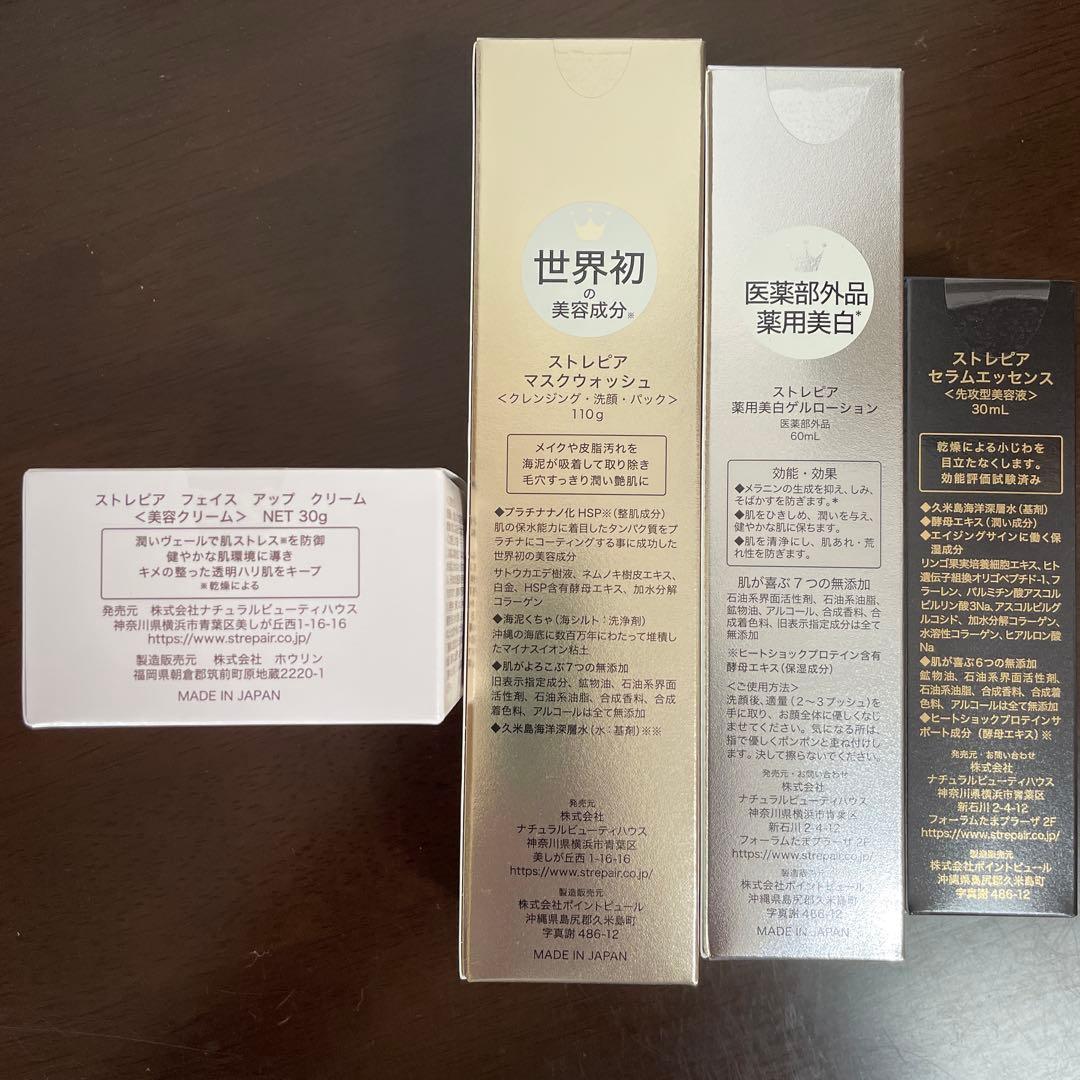 ストレピア フェイス アップ クリーム
＜美容クリーム＞ NET 30g
潤いヴェールで肌ストレス※を防御
健やかな肌環境に導き
キメの整った透明ハリ肌をキープ
※乾燥による
発売元 株式会社ナチュラルビューティハウス
神奈川県横浜市青葉区美しが丘西1-16-16
https://www.strepair.co.jp/
製造販売元 株式会社 ホウリン
福岡県朝倉郡筑前町原地蔵2220-1
MADE IN JAPAN
世界初
の
美容成分※
ストレピア
マスクウォッシュ
＜クレンジング・洗顔・パック＞
110g
メイクや皮脂汚れを
海泥が吸着して取り除き
毛穴すっきり潤い艶肌に
◆プラチナナノ化 HSP※(整肌成分)
肌の保水能力に着目したタンパク質をプ
ラチナにコーティングする事に成功した
世界初の美容成分
サトウカエデ樹液、ネムノキ樹皮エキス、
白金、HSP含有酵母エキス、加水分解
コラーゲン
◆海泥くちゃ（海シルト：洗浄剤）
沖縄の海底に数百万年にわたって堆積し
たマイナスイオン粘土
◆肌がよろこぶ7つの無添加
旧表示指定成分、鉱物油、石油系界面
活性剤、石油系油脂、合成香料、合成
着色料、アルコールは全て無添加
◆久米島海洋深層水（水：基剤）※※
発売元
株式会社
ナチュラルビューティハウス
神奈川県横浜市青葉区
美しが丘西 1-16-16
https://www.strepair.co.jp/
製造販売元
株式会社ポイントピュール
沖縄県島尻郡久米島町
字真謝 486-12
MADE IN JAPAN
医薬部外品
薬用美白*
ストレピア
薬用美白ゲルローション
医薬部外品
60mL
効能・効果
◆メラニンの生成を抑え、しみ、
そばかすを防ぎます。*
◆肌をひきしめ、潤いを与え、
健やかな肌に保ちます。
◆肌を清浄にし、肌あれ・荒
れ性を防ぎます。
肌が喜ぶ 7 つの無添加
石油系界面活性剤、石油系油脂、
鉱物油、アルコール、合成香料、合
成着色料、旧表示指定成分は全て
無添加
※ヒートショックプロテイン含有
酵母エキス(保湿成分)
＜ご使用方法＞
洗顔後、適量（2～3プッシュ）を
手に取り、お顔全体に優しくなじ
ませてください。気になる所は、
指で優しくポンポンと重ね付けし
ます。決して擦らないでください。
発売元・お問い合わせ
株式会社
ナチュラルビューティハウス
神奈川県横浜市青葉区
新石川 2-4-12
フォーラムたまプラーザ 2F
https://www.strepair.co.jp/
製造販売元
株式会社ポイントピュール
沖縄県島尻郡久米島町
字真謝 486-12
MADE IN JAPAN
ストレピア
セラムエッセンス
＜先攻型美容液＞
30mL
乾燥による小じわを
目立たなくします。
効能評価試験済み
◆久米島海洋深層水(基剤)
◆酵母エキス(潤い成分)
◆エイジングサインに働く保
湿成分
リンゴ果実培養細胞エキス、ヒト
遺伝子組換オリゴペプチド-1、フ
ラーレン、パルミチン酸アスコル
ビルリン酸3Na、アスコルビルグ
ルコシド、加水分解コラーゲン、
水溶性コラーゲン、ヒアルロン酸
Na
◆肌が喜ぶ6つの無添加
鉱物油、石油系界面活性剤、
石油系油脂、合成香料、合成着
色料、アルコールは全て無添加
◆ヒートショックプロテインサ
ポート成分（酵母エキス）※
発売元・お問い合わせ
株式会社
ナチュラルビューティハウス
神奈川県横浜市青葉区
新石川 2-4-12
フォーラムたまプラーザ 2F
https://www.strepair.co.jp/
製造販売元
株式会社ポイントピュール
沖縄県島尻郡久米島町
字真謝 486-12